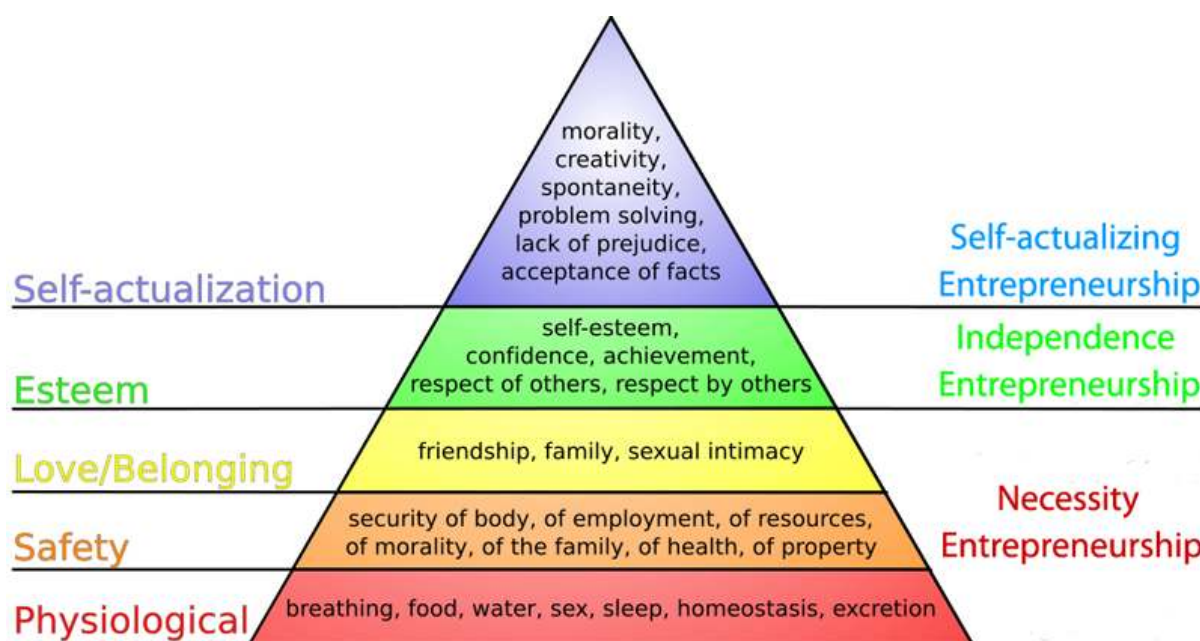 morality,
creativity,
spontaneity,
problem solving,
lack of prejudice,
acceptance of facts
Self-actualization
Self-actualizing
Entrepreneurship
self-esteem,
confidence, achievement,
respect of others, respect by others
Esteem
Independence
Entrepreneurship
friendship, family, sexual intimacy
Love/Belonging
security of body, of employment, of resources,
of morality, of the family, of health, of property
Safety
Necessity
Entrepreneurship
breathing, food, water, sex, sleep, homeostasis, excretion
Physiological